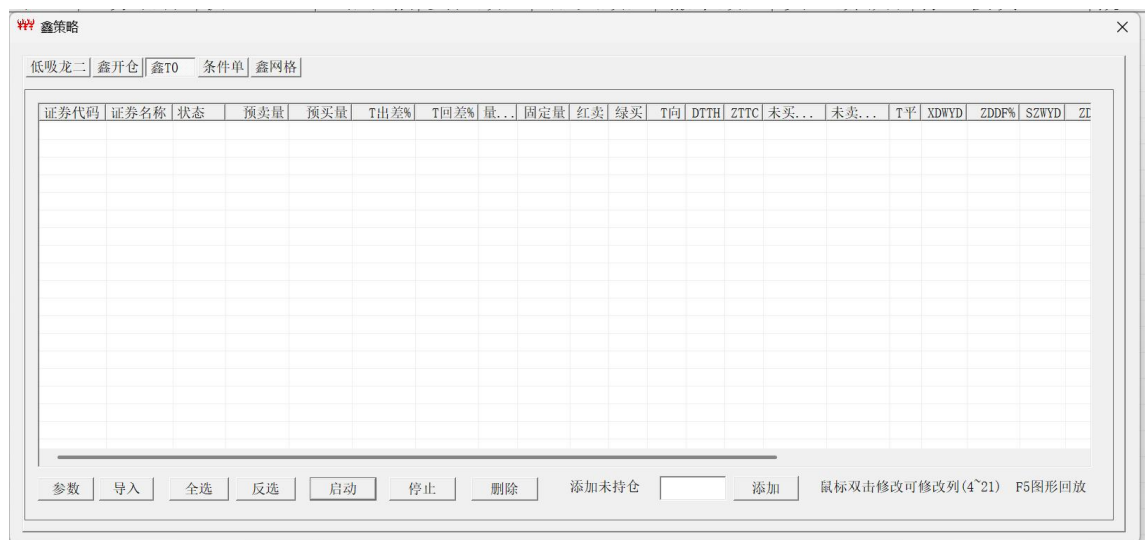 鑫策略
低吸龙二 鑫开仓 鑫T0 条件单 鑫网格
证券代码 证券名称 状态 预卖量 预买量 T出差% T回差% 量... 固定量 红卖 绿买 T向 DTTH ZTTC 未买... 未卖... T平 XDWYD ZDDF% SZWYD
参数 导入 全选 反选 启动 停止 删除 添加未持仓 添加 鼠标双击修改可修改列(4~21) F5图形回放